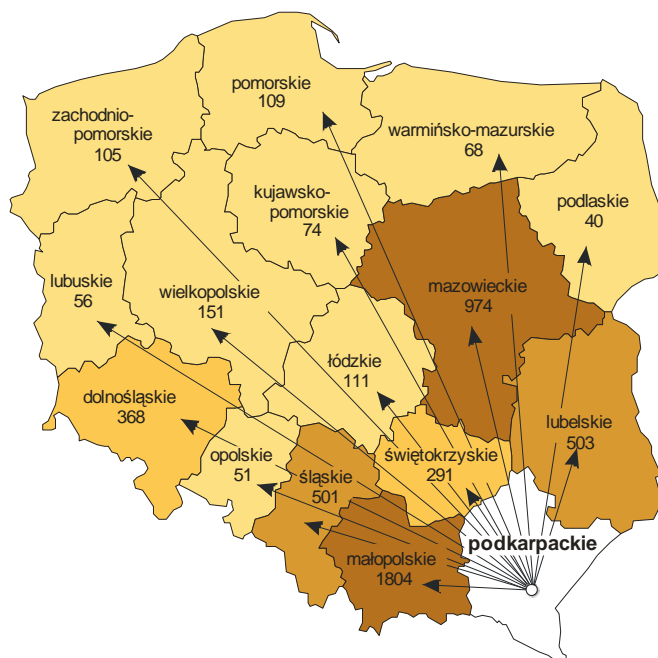 pomorskie
109
zachodnio-
pomorskie
105
warmińsko-mazurskie
68
kujawsko-
pomorskie
74
podlaskie
40
lubuskie
56
wielkopolskie
151
mazowieckie
974
łódzkie
111
dolnośląskie
368
lubelskie
503
opolskie
51
śląskie
501
świętokrzyskie
291
podkarpackie
małopolskie
1804